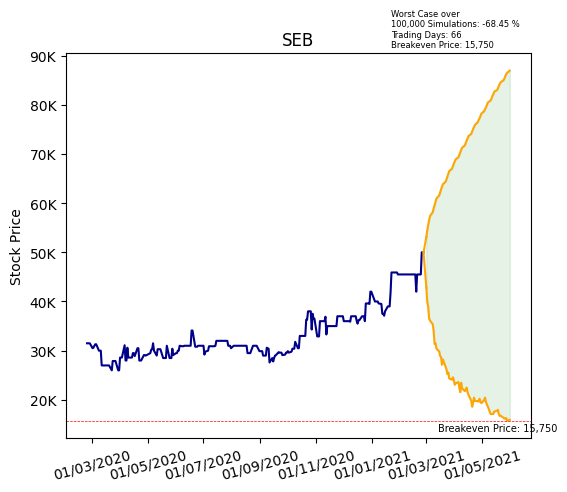 Worst Case over
100,000 Simulations: -68.45 %
Trading Days: 66
Breakeven Price: 15,750
SEB
90K
80K
70K
60K
50K
40K
30K
20K
Stock Price
Breakeven Price: 15,750
01/03/2020
01/05/2020
01/07/2020
01/09/2020
01/11/2020
01/01/2021
01/03/2021
01/05/2021